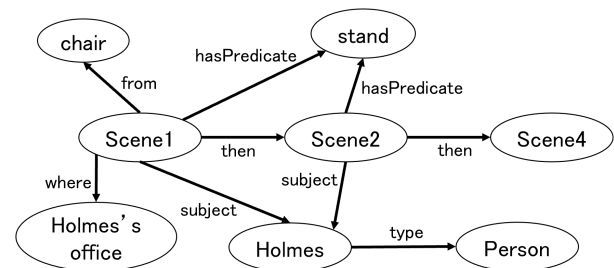 chair
stand
hasPredicate
from
hasPredicate
Scene1
then
Scene2
then
Scene4
where
subject
subject
Holmes’s
office
Holmes
type
Person